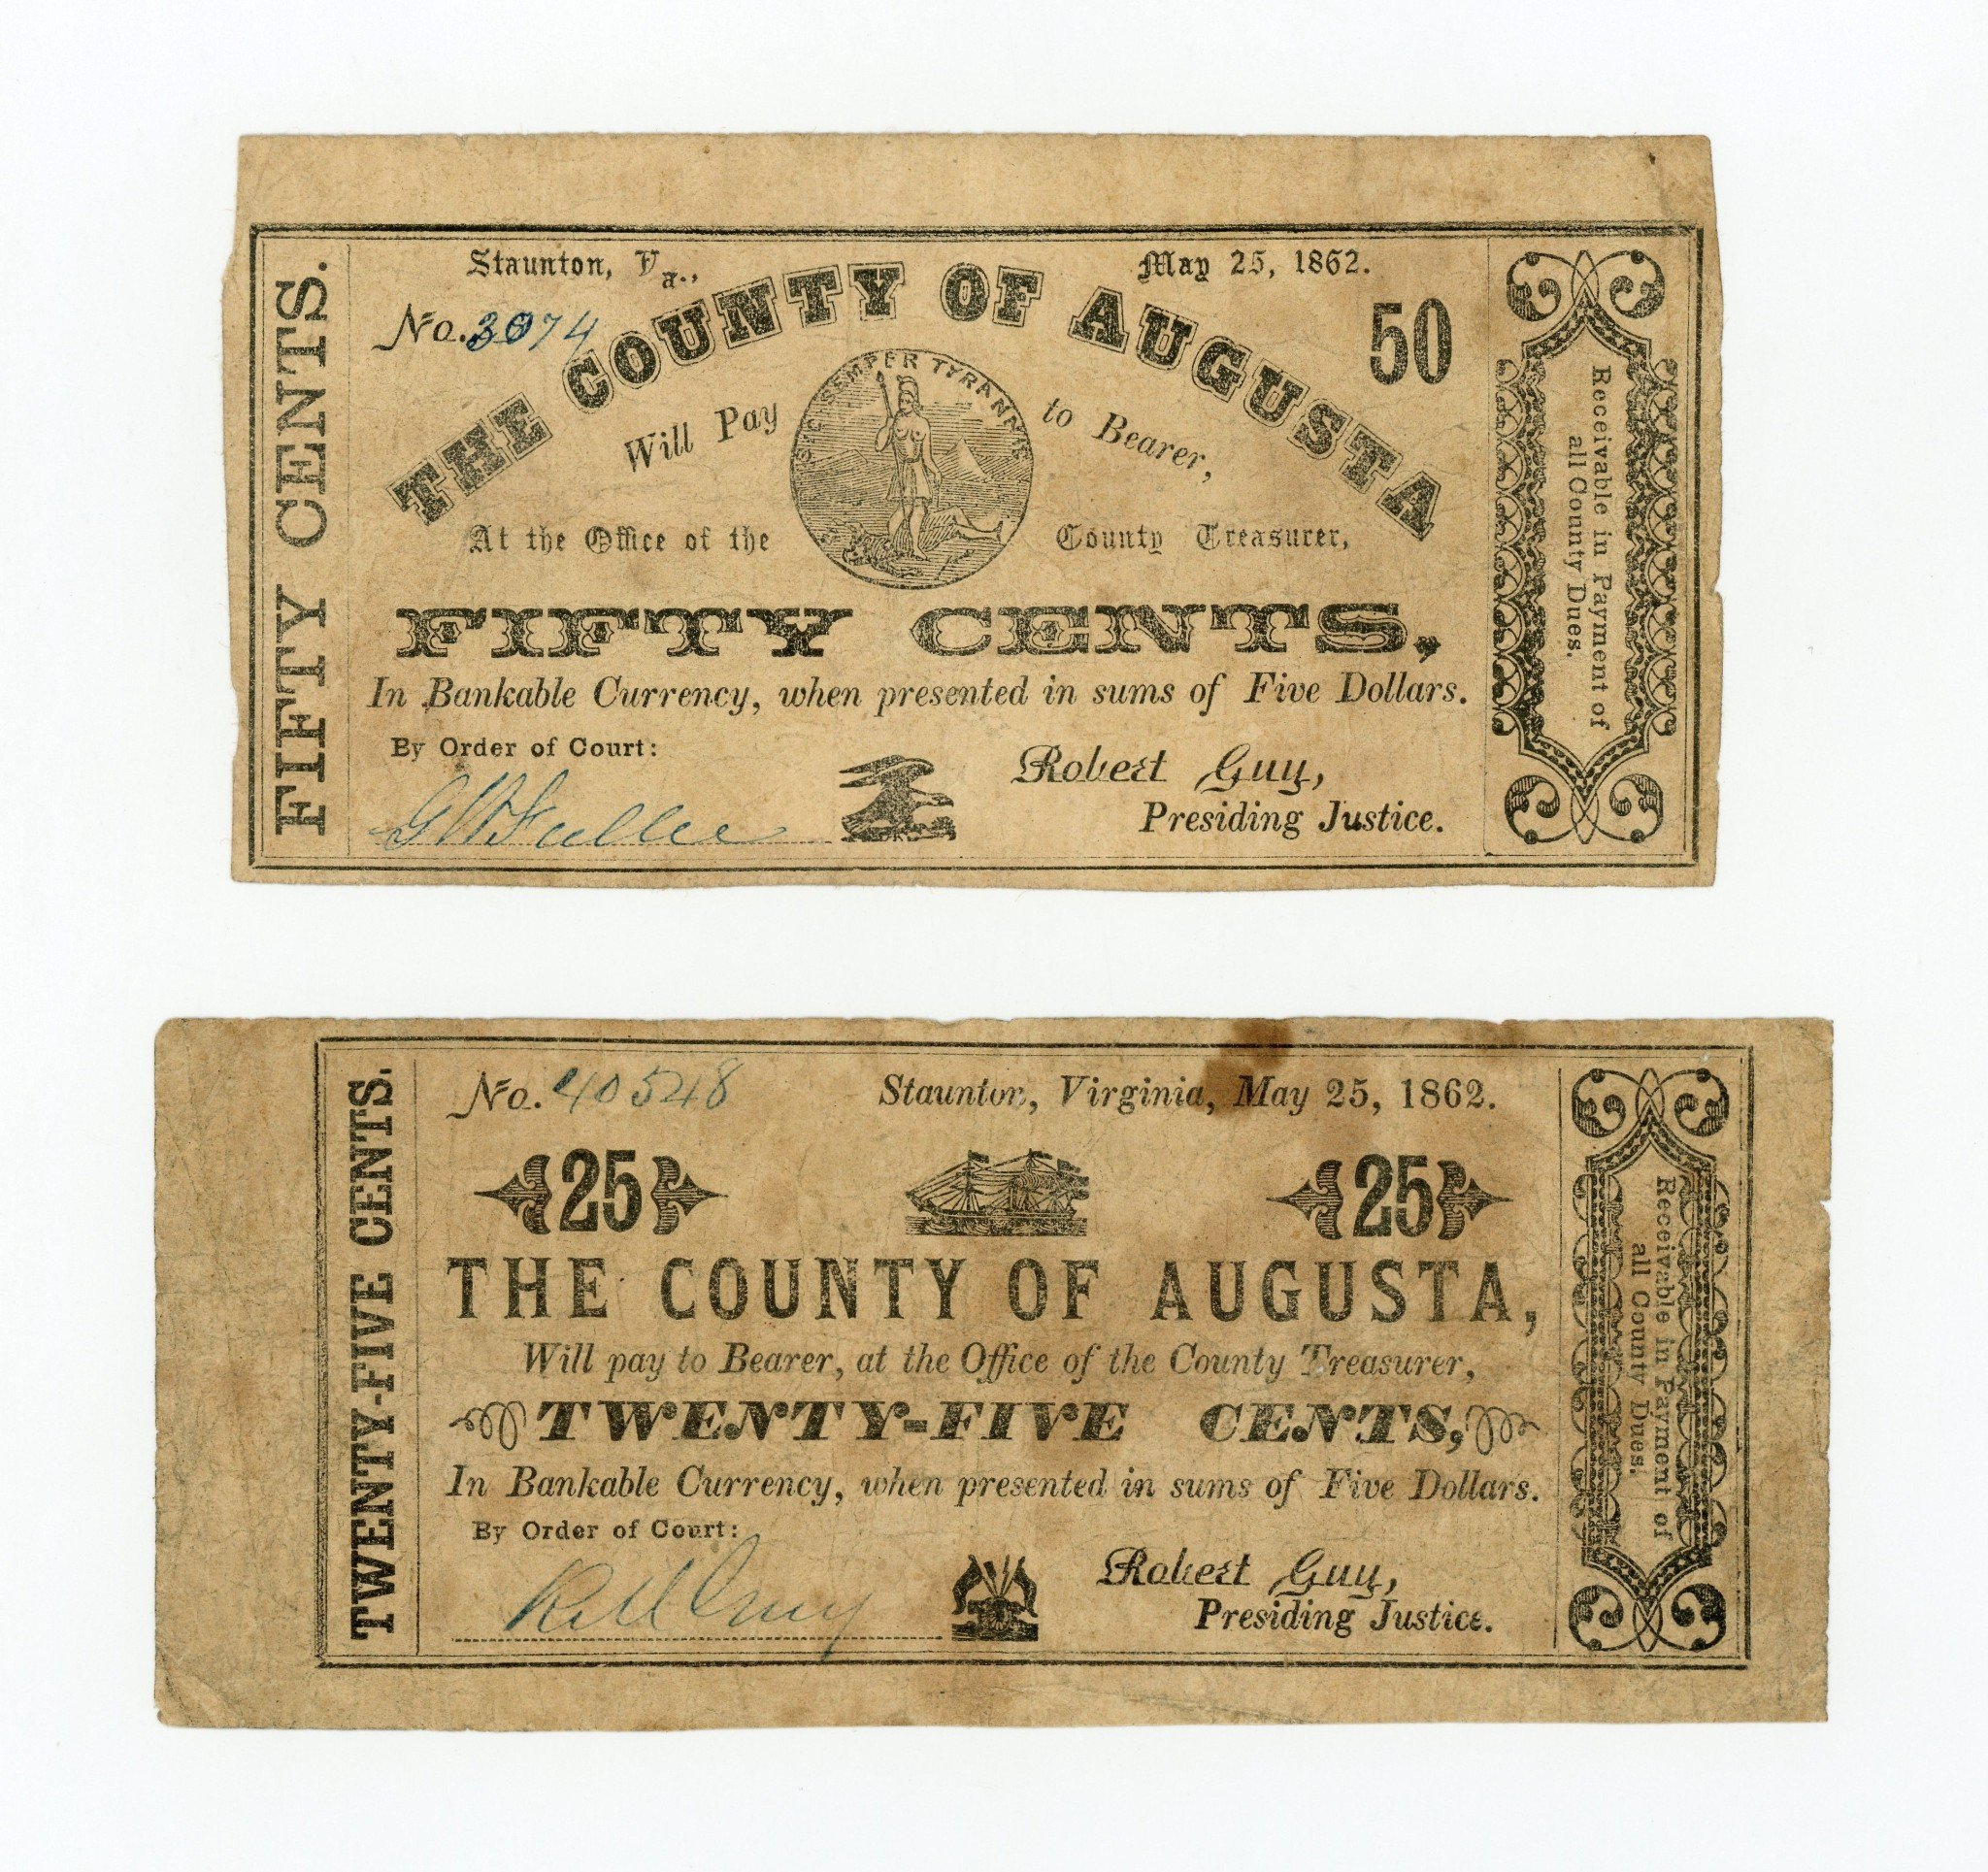 FIFTY CENTS.
Staunton, Va.,
May 25, 1862.
No. 3074
50
THE COUNTY OF AUGUSTA
SIC SEMPER TYRANNIS
Will Pay
to Bearer,
At the Office of the
County Treasurer,
FIFTY CENTS,
In Bankable Currency, when presented in sums of Five Dollars.
By Order of Court:
Robert Guy,
Presiding Justice.
Receivable in Payment of
all County Dues.
TWENTY-FIVE CENTS.
No. 40548
Staunton, Virginia, May 25, 1862.
25
25
THE COUNTY OF AUGUSTA,
Will pay to Bearer, at the Office of the County Treasurer,
TWENTY-FIVE CENTS,
In Bankable Currency, when presented in sums of Five Dollars.
By Order of Court:
Robert Guy,
Presiding Justice.
Receivable in Payment of
all County Dues.